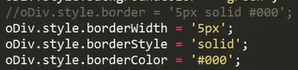 //oDiv.style.border = '5px solid #000';
oDiv.style.borderWidth = '5px';
oDiv.style.borderStyle = 'solid';
oDiv.style.borderColor = '#000';